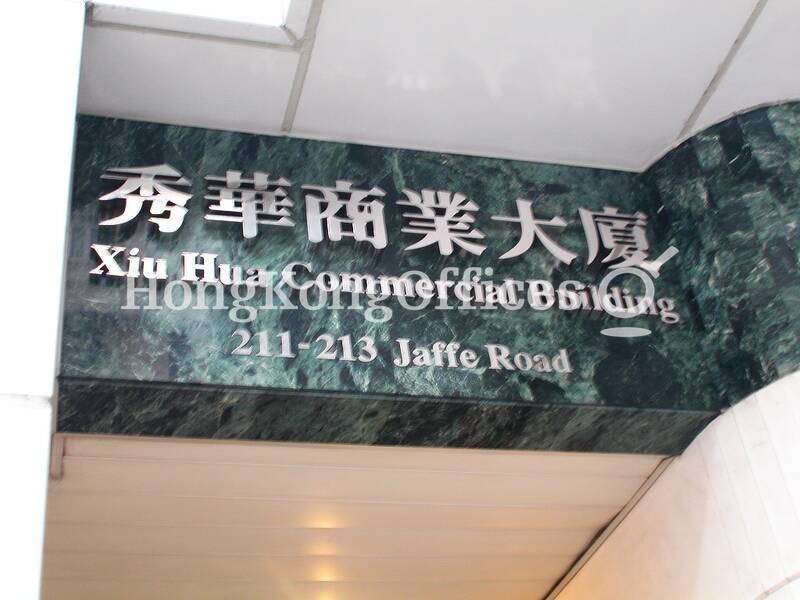 秀華商業大廈
Xiu Hua Commercial Building
HongKongOffices
211-213 Jaffe Road